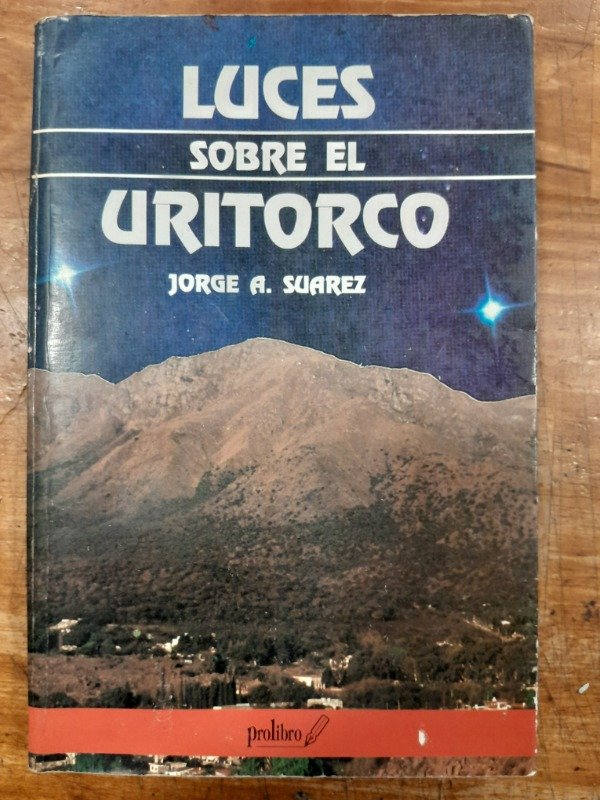 LUCES
SOBRE EL
URITORCO
JORGE A. SUAREZ
prolibro